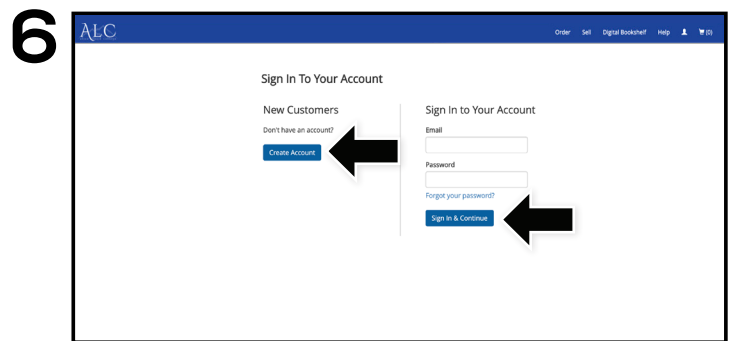 6
ALC
Order Sell Digital Bookshelf Help (0)
Sign In To Your Account
New Customers
Don't have an account?
Create Account
Sign In to Your Account
Email
Password
Forgot your password?
Sign In & Continue